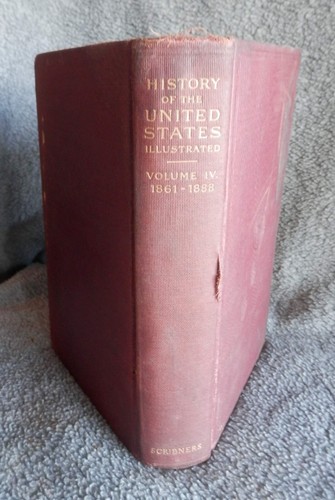 HISTORY
OF THE
UNITED
STATES
ILLUSTRATED
VOLUME IV.
1861-1888
SCRIBNERS